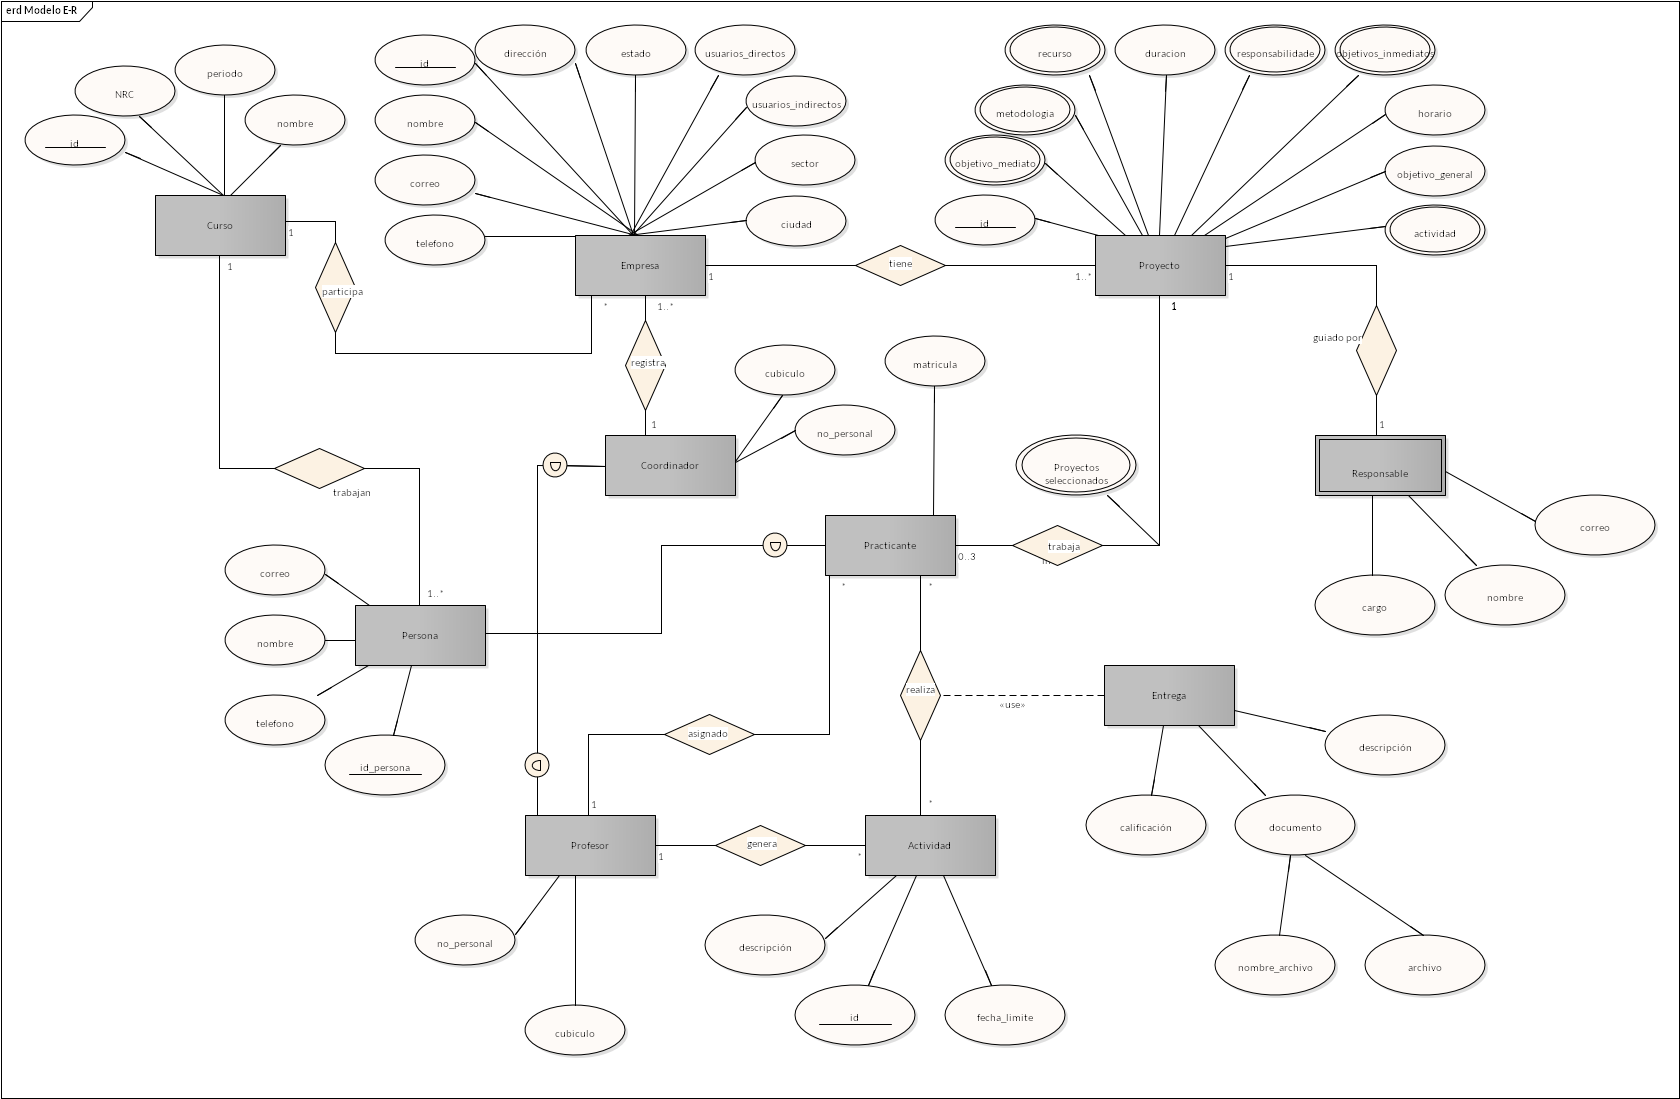 erd Modelo E-R
id
NRC
periodo
nombre
Curso
1
1
participa
id
dirección
estado
usuarios_directos
usuarios_indirectos
nombre
correo
sector
telefono
ciudad
Empresa
1
*
1..*
tiene
recurso
duracion
responsabilidade
objetivos_inmediatos
metodologia
horario
objetivo_mediato
objetivo_general
id
actividad
Proyecto
1..*
1
1
registra
guiado por
1
1
cubiculo
matricula
no_personal
Coordinador
Proyectos
seleccionados
Responsable
trabajan
correo
cargo
nombre
Practicante
0..3
trabaja
*
*
correo
nombre
telefono
id_persona
1..*
Persona
realiza
«use»
Entrega
descripción
calificación
documento
nombre_archivo
archivo
asignado
1
*
Profesor
1
genera
*
Actividad
no_personal
cubiculo
descripción
id
fecha_limite